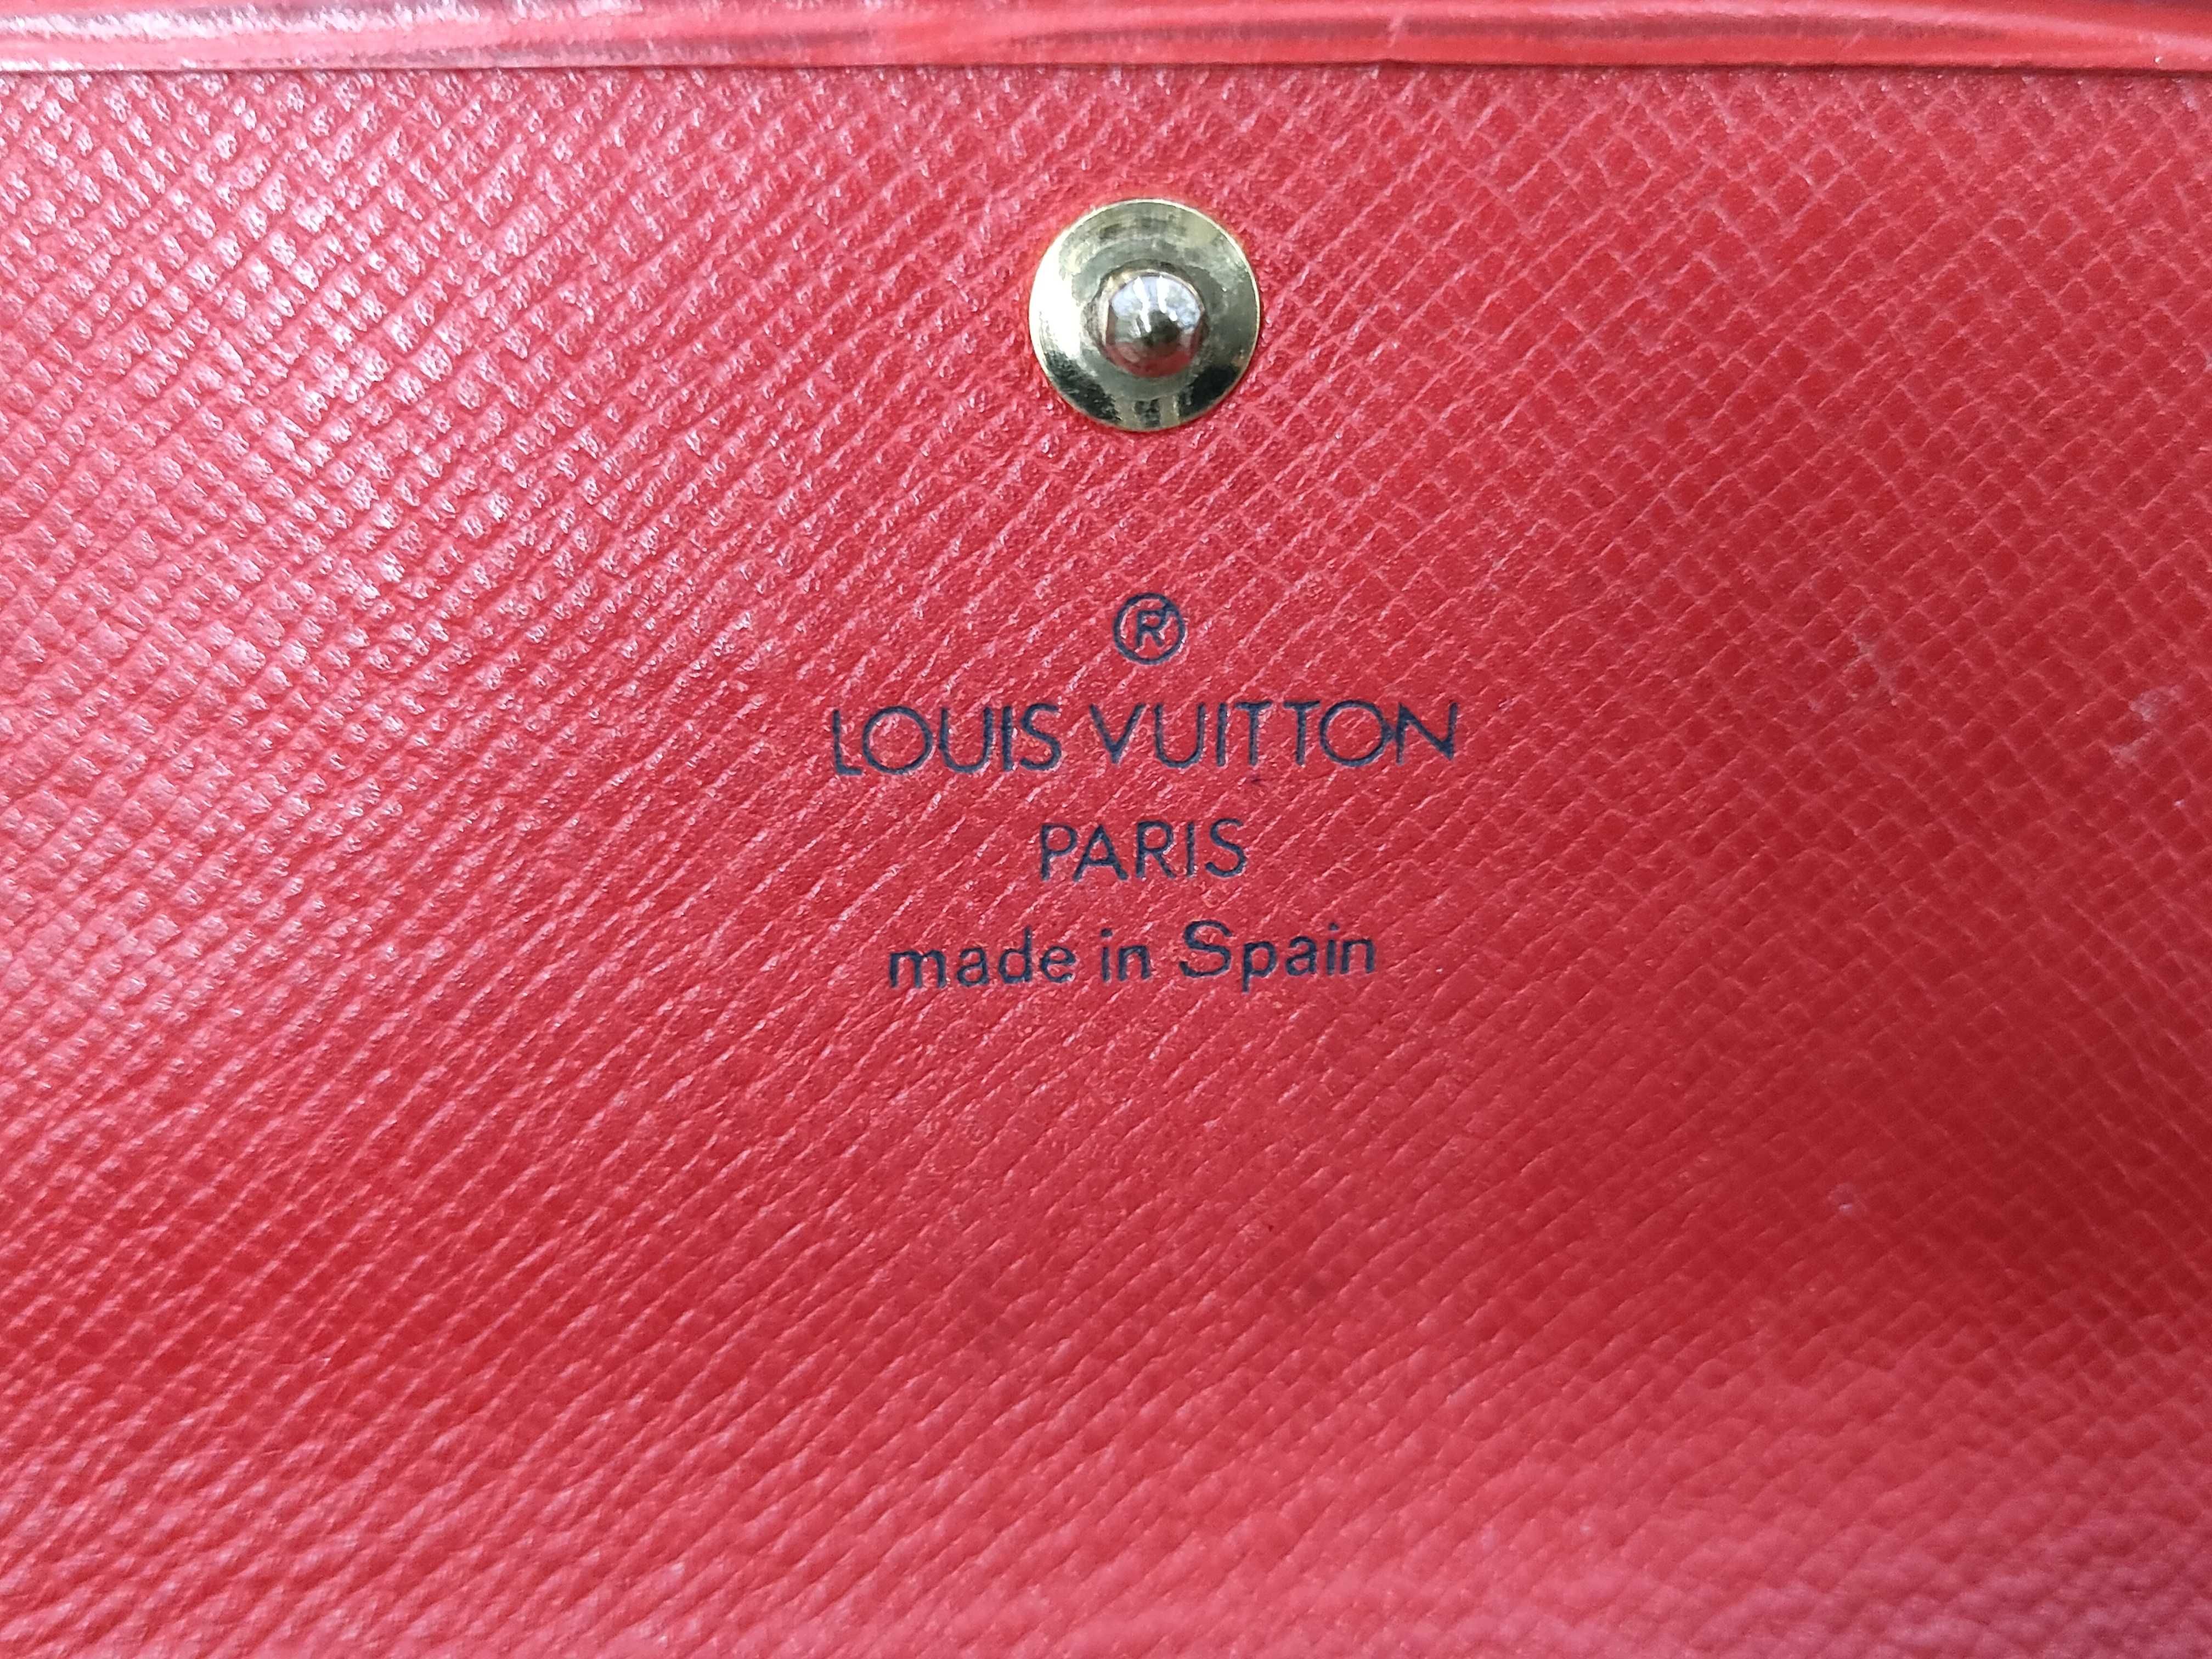 ®
LOUIS VUITTON
PARIS
made in Spain